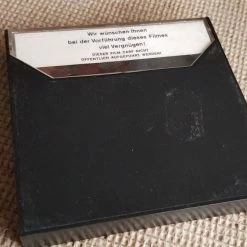 Wir wünschen Ihnen
bei der Vorführung dieses Filmes
viel Vergnügen!
DIESER FILM DARF NICHT
ÖFFENTLICH AUFGEFÜHRT WERDEN!